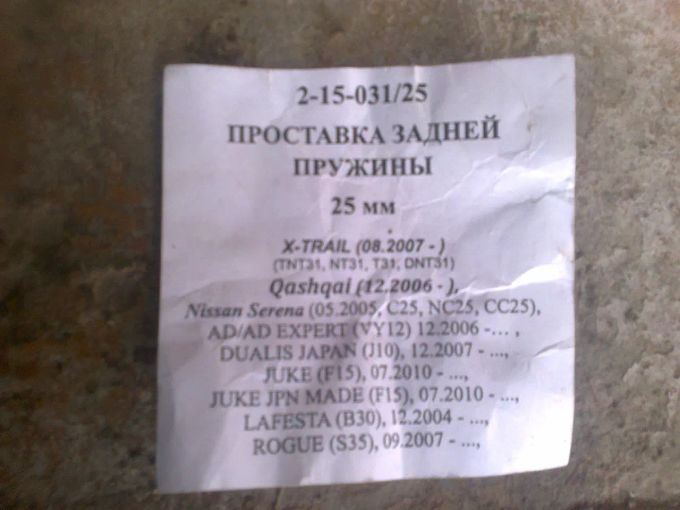 2-15-031/25
ПРОСТАВКА ЗАДНЕЙ
ПРУЖИНЫ
25 мм
X-TRAIL (08.2007 - )
(TNT31, NT31, T31, DNT31)
Qashqai (12.2006 - ),
Nissan Serena (05.2005, C25, NC25, CC25),
AD/AD EXPERT (VY12) 12.2006 -... ,
DUALIS JAPAN (J10), 12.2007 - ...,
JUKE (F15), 07.2010 - ...,
JUKE JPN MADE (F15), 07.2010 - ...,
LAFESTA (B30), 12.2004 - ...,
ROGUE (S35), 09.2007 - ...,